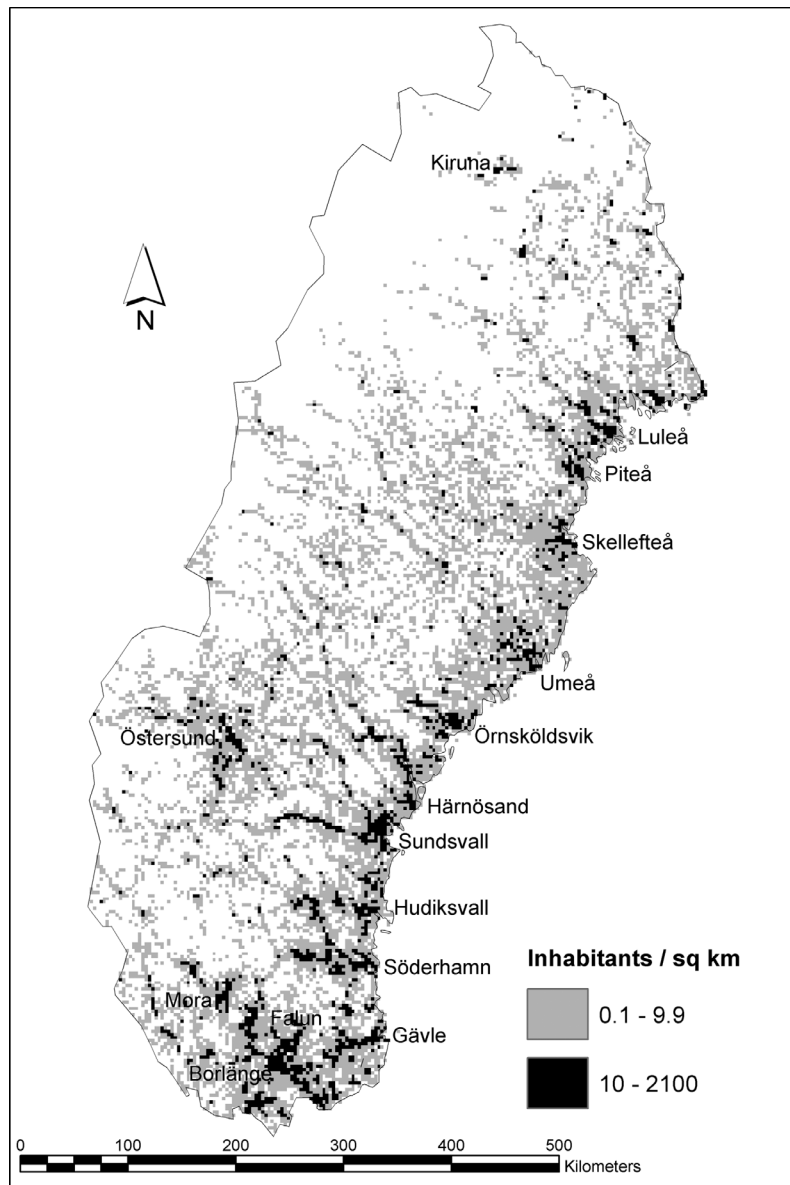 Kiruna
N
Luleå
Piteå
Skellefteå
Umeå
Östersund
Örnsköldsvik
Härnösand
Sundsvall
Hudiksvall
Söderhamn
Mora
Falun
Gävle
Borlänge
Inhabitants / sq km
0.1 - 9.9
10 - 2100
0 100 200 300 400 500
Kilometers